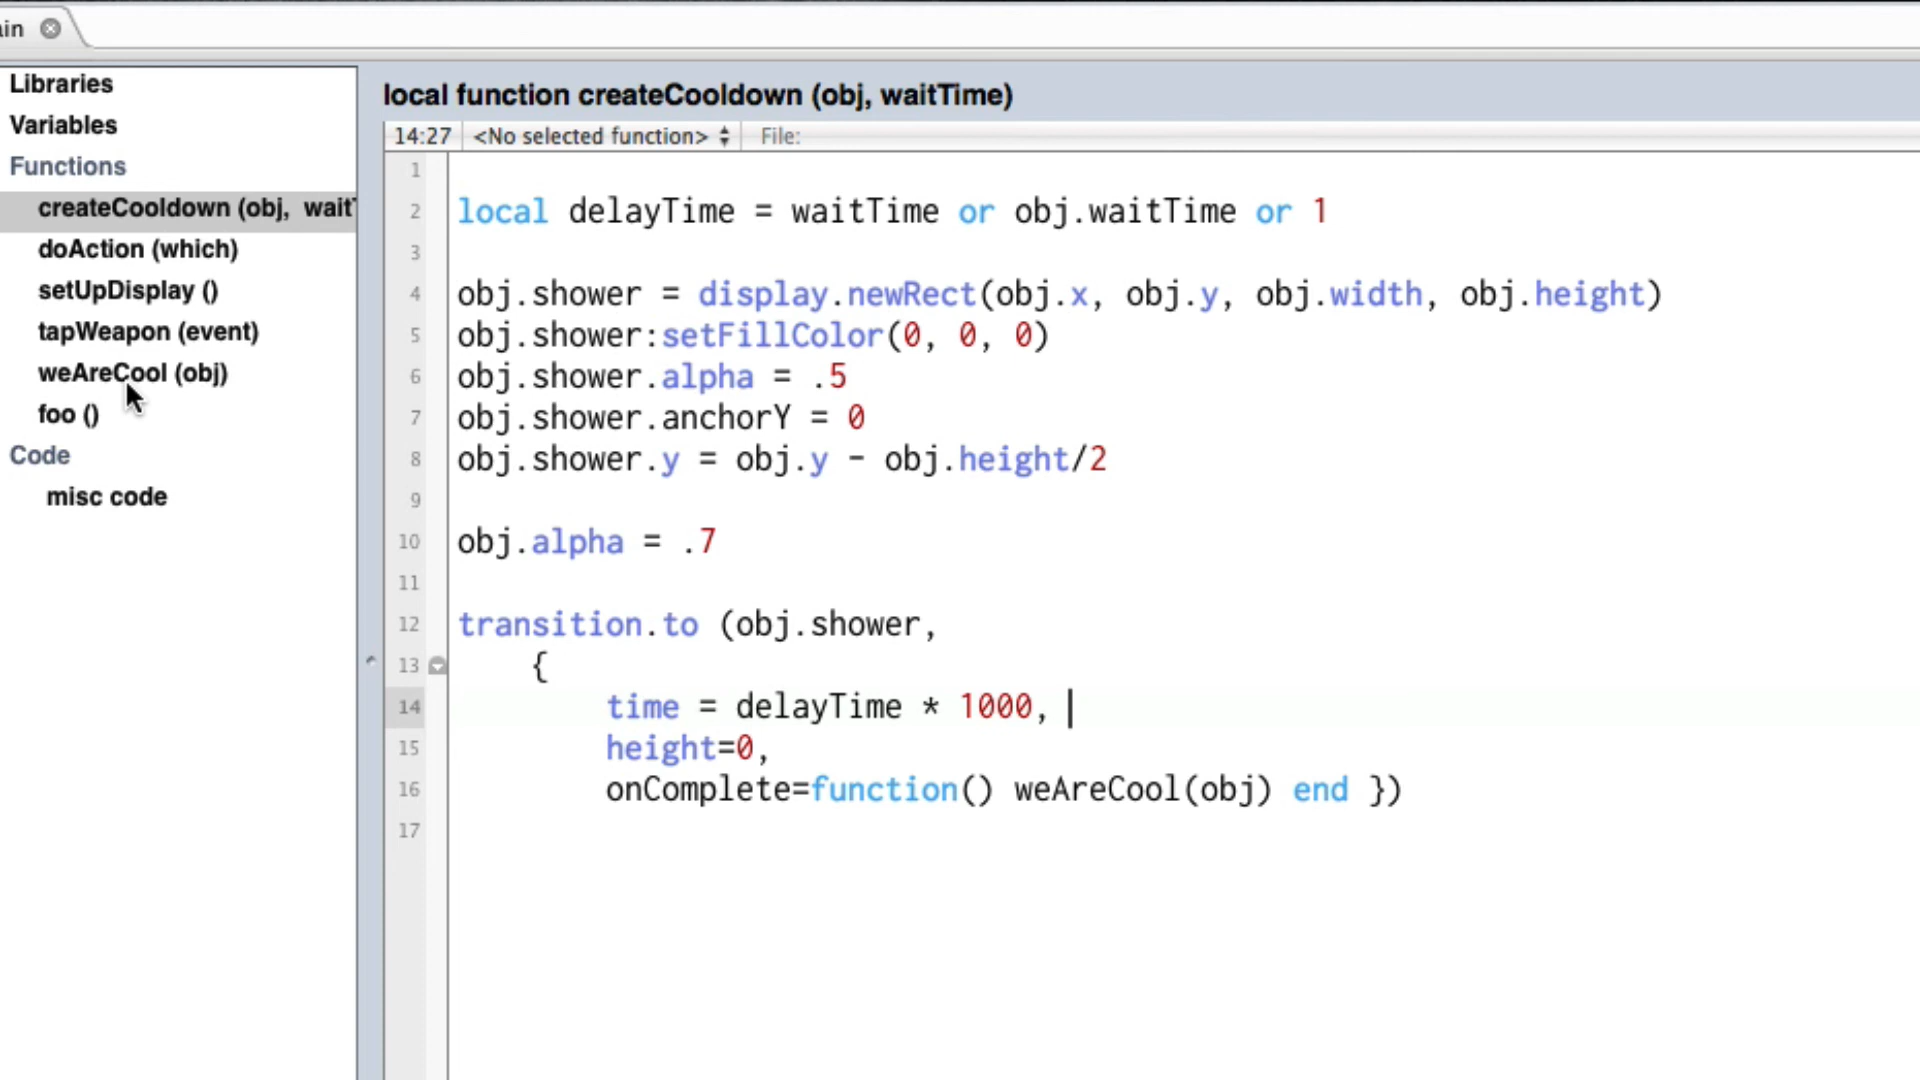 ain
Libraries
Variables
Functions
createCooldown (obj, wait
doAction (which)
setUpDisplay ()
tapWeapon (event)
weAreCool (obj)
foo ()
Code
misc code
local function createCooldown (obj, waitTime)
14:27 <No selected function> File:
1
2 local delayTime = waitTime or obj.waitTime or 1
3
4 obj.shower = display.newRect(obj.x, obj.y, obj.width, obj.height)
5 obj.shower:setFillColor(0, 0, 0)
6 obj.shower.alpha = .5
7 obj.shower.anchorY = 0
8 obj.shower.y = obj.y - obj.height/2
9
10 obj.alpha = .7
11
12 transition.to (obj.shower,
13 {
14 time = delayTime * 1000,
15 height=0,
16 onComplete=function() weAreCool(obj) end })
17